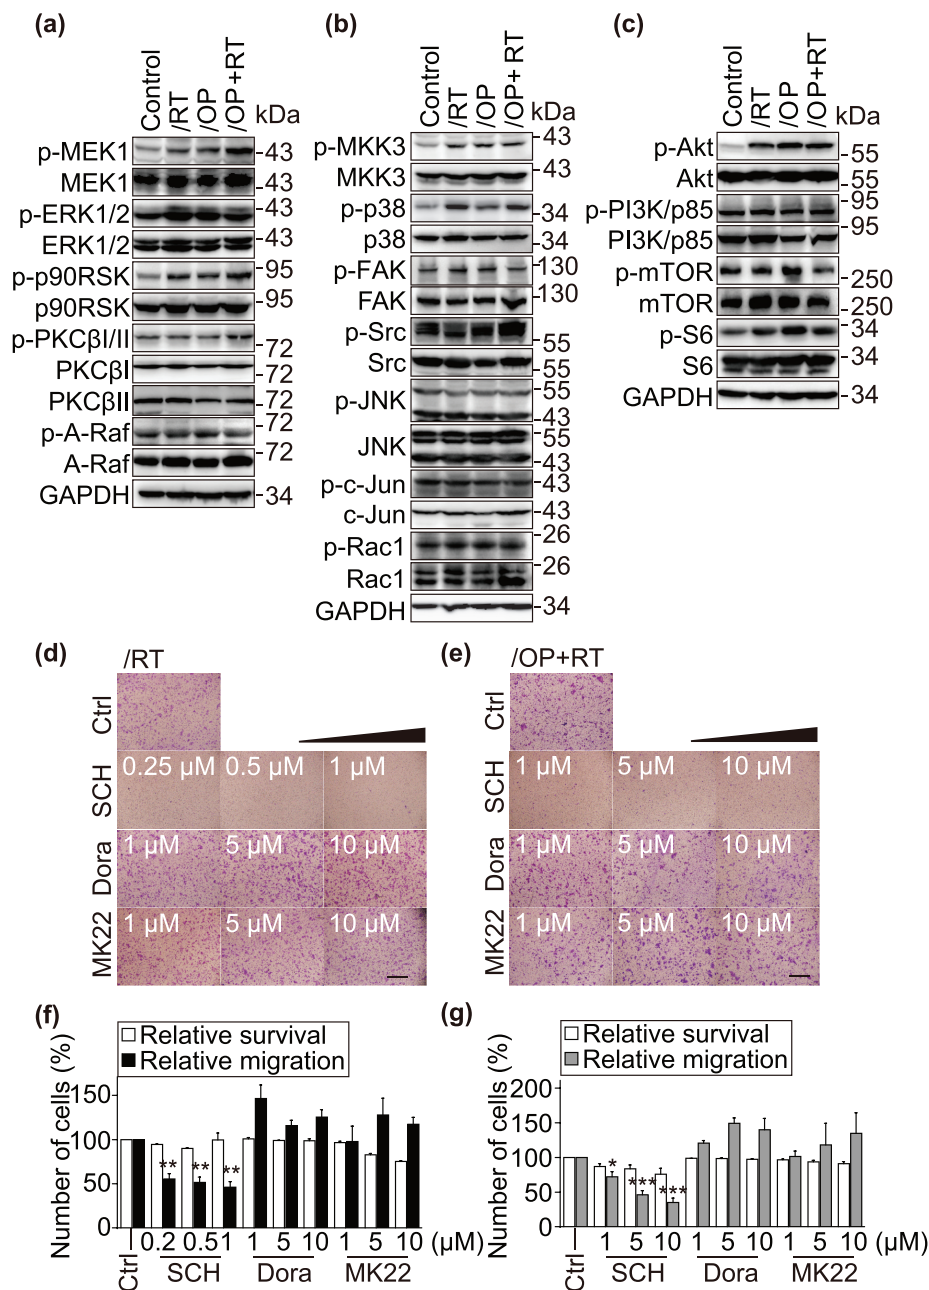 (a)
Control
/RT
/OP
/OP+RT
kDa
p-MEK1
-43
MEK1
-43
p-ERK1/2
-43
ERK1/2
-43
p-p90RSK
-95
p90RSK
-95
p-PKCβI/II
-72
PKCβI
-72
PKCβII
-72
p-A-Raf
-72
A-Raf
-72
GAPDH
-34
(b)
Control
/RT
/OP
/OP+RT
kDa
p-MKK3
-43
MKK3
-43
p-p38
-34
p38
-34
p-FAK
-130
FAK
-130
p-Src
-55
Src
-55
p-JNK
-55
-43
JNK
-55
-43
p-c-Jun
-43
c-Jun
-43
p-Rac1
-26
Rac1
-26
GAPDH
-34
(c)
Control
/RT
/OP
/OP+RT
kDa
p-Akt
-55
Akt
-55
p-PI3K/p85
-95
PI3K/p85
-95
p-mTOR
-250
mTOR
-250
p-S6
-34
S6
-34
GAPDH
-34
(d)
/RT
Ctrl
SCH
0.25 µM 0.5 µM 1 µM
Dora
1 µM 5 µM 10 µM
MK22
1 µM 5 µM 10 µM
(e)
/OP+RT
Ctrl
SCH
1 µM 5 µM 10 µM
Dora
1 µM 5 µM 10 µM
MK22
1 µM 5 µM 10 µM
(f)
Relative survival
Relative migration
Number of cells (%)
150
100
50
0
** ** **
Ctrl 0.2 0.5 1 1 5 10 1 5 10 (µM)
SCH Dora MK22
(g)
Relative survival
Relative migration
Number of cells (%)
200
150
100
50
0
* *** ***
Ctrl 1 5 10 1 5 10 1 5 10 (µM)
SCH Dora MK22